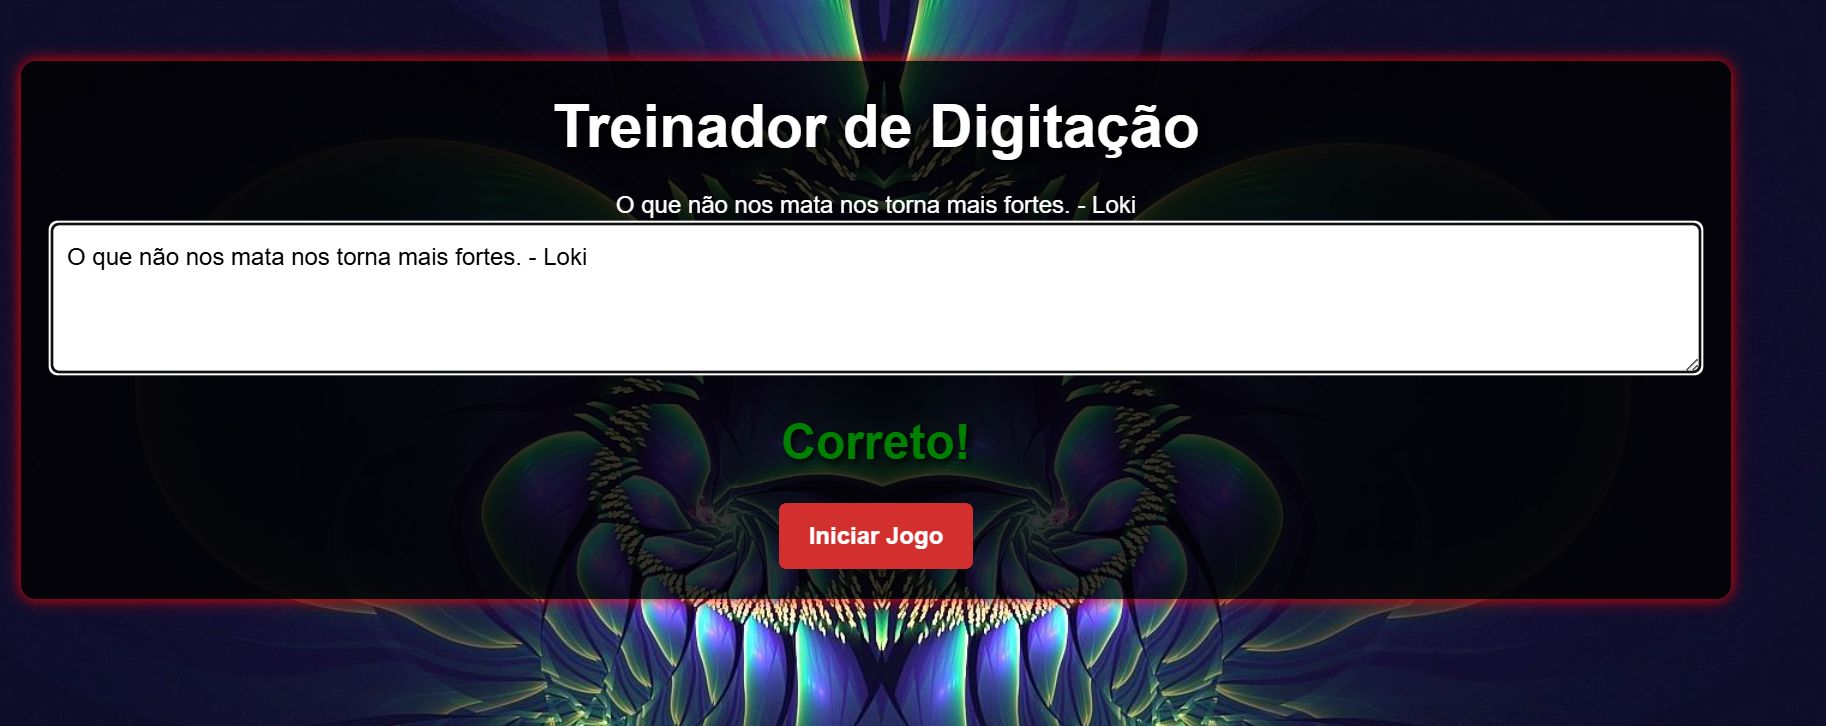 Treinador de Digitação
O que não nos mata nos torna mais fortes. - Loki
O que não nos mata nos torna mais fortes. - Loki
Correto!
Iniciar Jogo